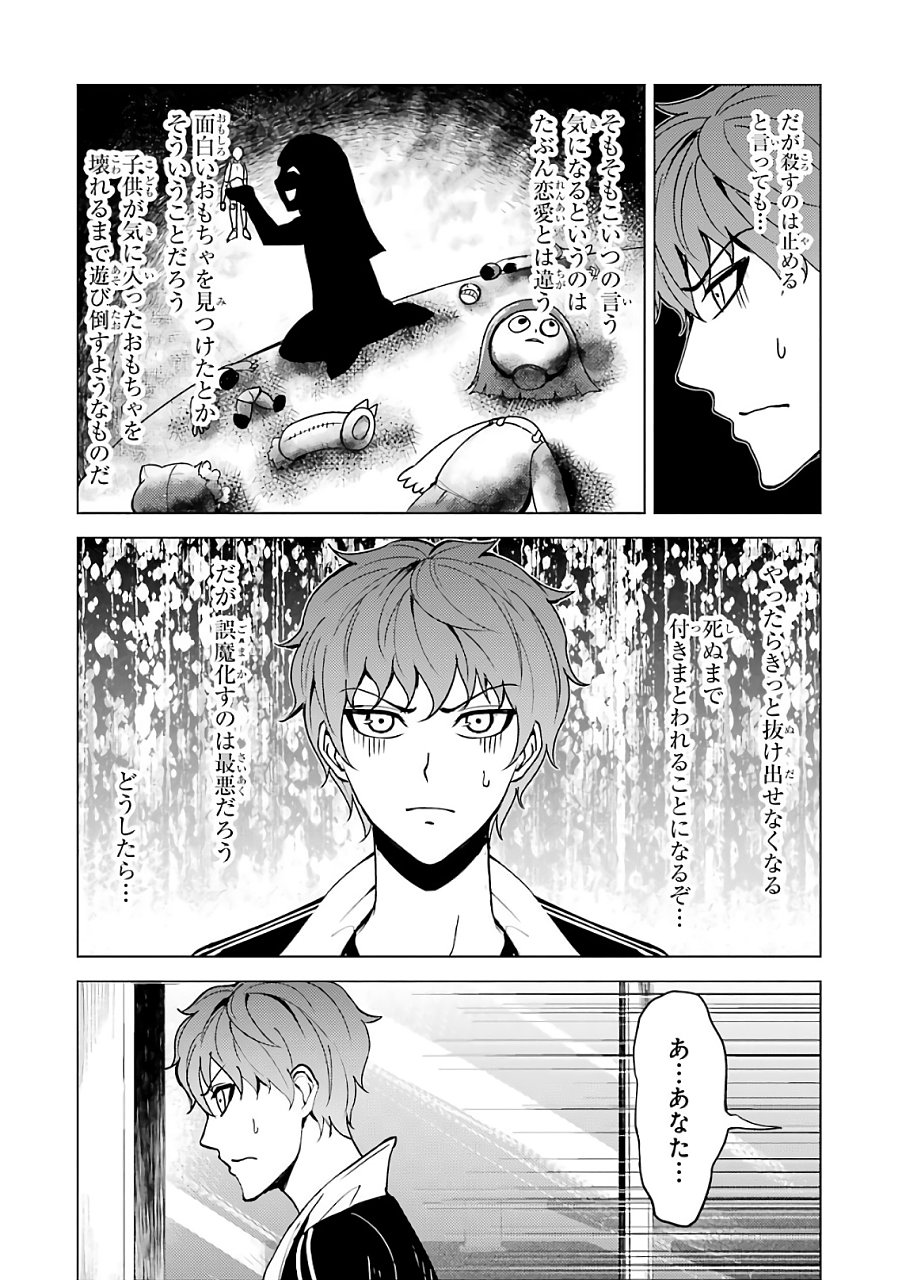 だが殺すのは止める
と言っても…
そもそもこいつの言う
気になるというのは
たぶん恋愛とは違う
面白いおもちゃを見つけたとか
そういうことだろう
子供が気に入ったおもちゃを
壊れるまで遊び倒すようなものだ
やったらきっと抜け出せなくなる
死ぬまで
付きまとわれることになるぞ…
だが誤魔化すのは最悪だろう
どうしたら…
あ…あなた…